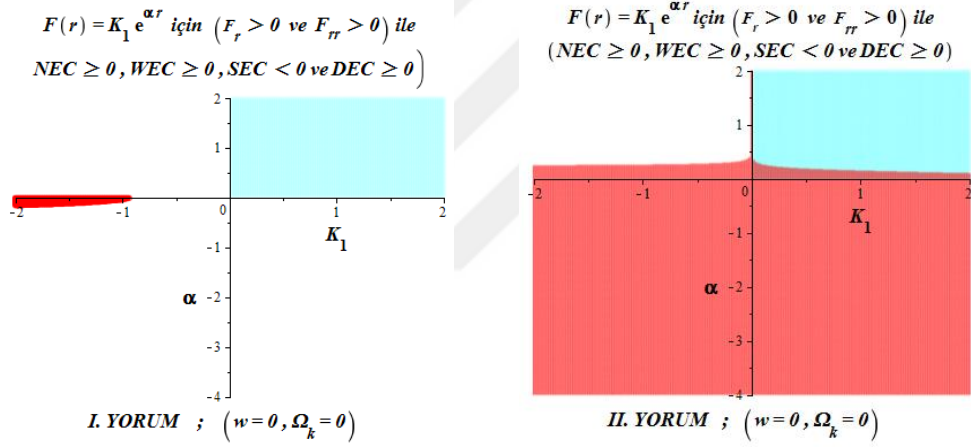 F(r) = K₁ e^{αr} için (F_r > 0 ve F_rr > 0) ile
NEC ≥ 0, WEC ≥ 0, SEC < 0 ve DEC ≥ 0)
2
1
-2
-1
0
1
2
K₁
-1
α
-2
-3
-4
I. YORUM ; (w = 0, Ω_k = 0)
F(r) = K₁ e^{αr} için (F_r > 0 ve F_rr > 0) ile
(NEC ≥ 0, WEC ≥ 0, SEC < 0 ve DEC ≥ 0)
2
1
-2
-1
0
1
2
K₁
-1
α
-2
-3
-4
II. YORUM ; (w = 0, Ω_k = 0)